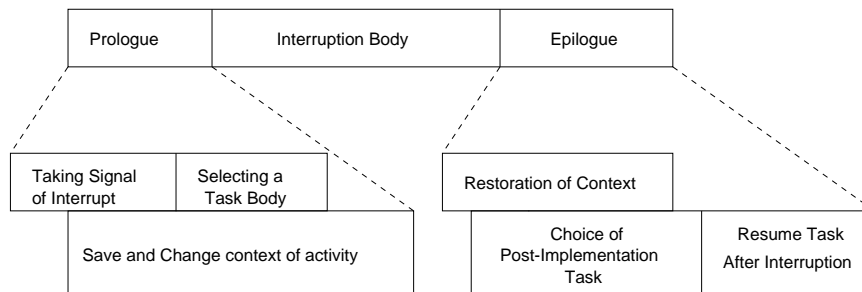 Prologue
Interruption Body
Epilogue
Taking Signal
of Interrupt
Selecting a
Task Body
Save and Change context of activity
Restoration of Context
Choice of
Post-Implementation
Task
Resume Task
After Interruption